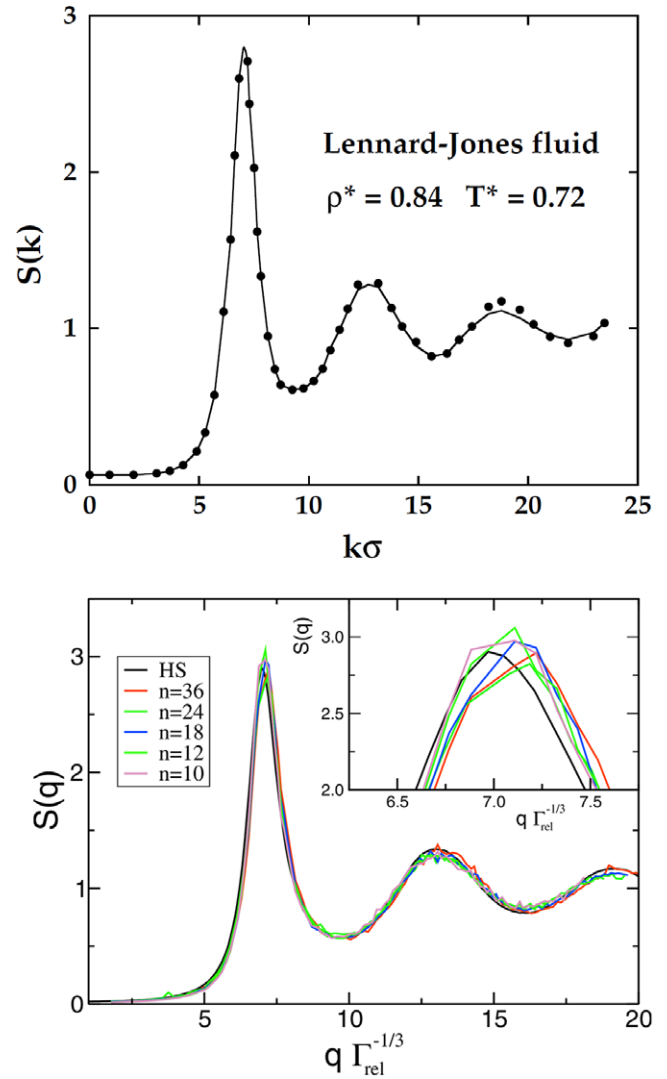 3
2
1
0
S(k)
Lennard-Jones fluid
ρ* = 0.84 T* = 0.72
0 5 10 15 20 25
kσ
3
2
1
0
S(q)
HS
n=36
n=24
n=18
n=12
n=10
S(q)
3.0
2.5
2.0
6.5 7.0 7.5
q Γrel-1/3
5 10 15 20
q Γrel-1/3